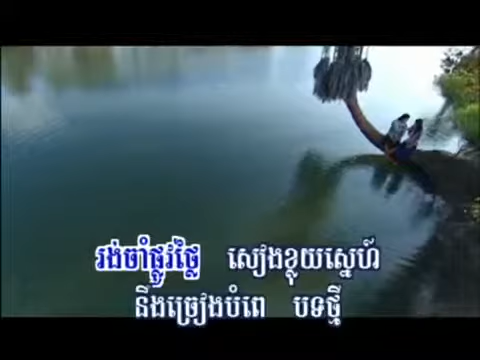 រង់ចាំផ្លូវថ្លៃ សៀងខ្លុយស្នេហ៍
នឹងច្រៀងបំពេ បទថ្មី